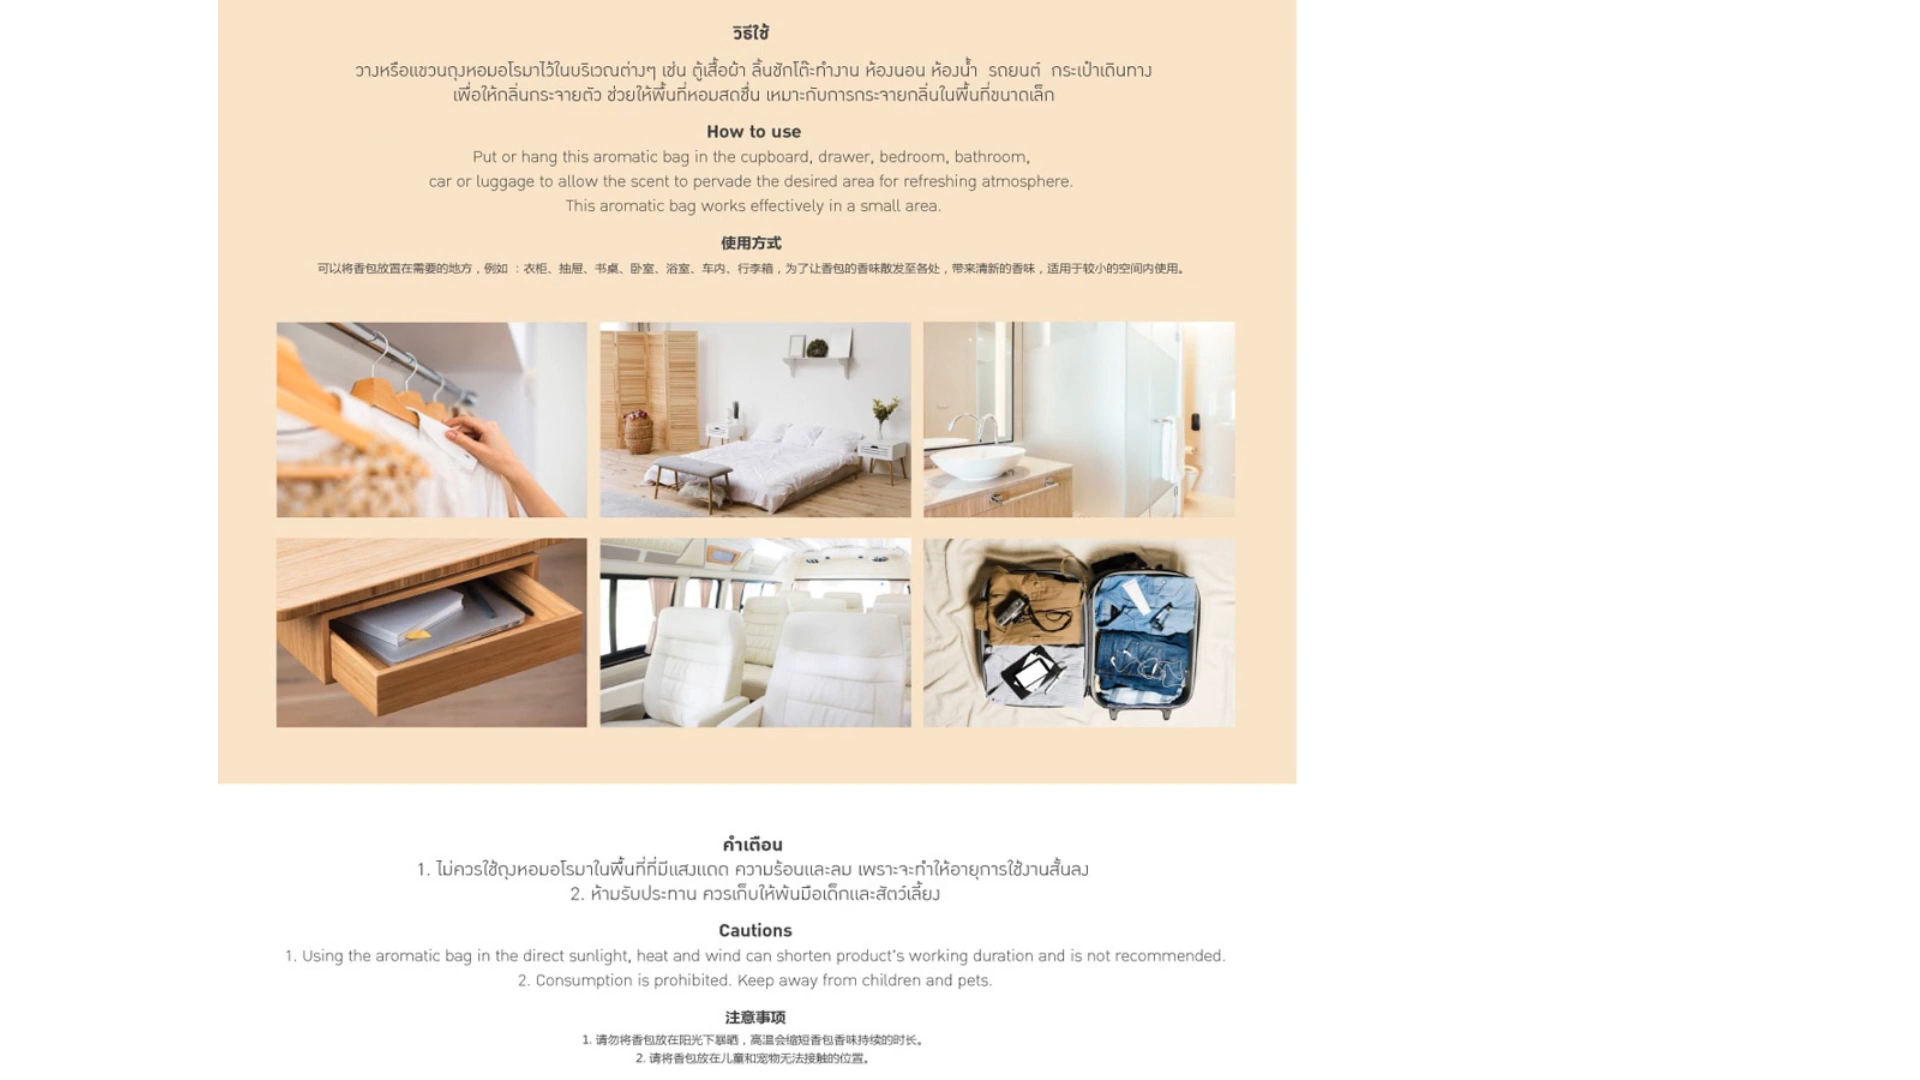 วิธีใช้
วางหรือแขวนถุงหอมอโรมาไว้ในบริเวณต่างๆ เช่น ตู้เสื้อผ้า ลิ้นชักโต๊ะทำงาน ห้องนอน ห้องน้ำ รถยนต์ กระเป๋าเดินทาง
เพื่อให้กลิ่นกระจายตัว ช่วยให้พื้นที่หอมสดชื่น เหมาะกับการกระจายกลิ่นในพื้นที่ขนาดเล็ก
How to use
Put or hang this aromatic bag in the cupboard, drawer, bedroom, bathroom,
car or luggage to allow the scent to pervade the desired area for refreshing atmosphere.
This aromatic bag works effectively in a small area.
使用方式
可以将香包放置在需要的地方，例如 ：衣柜、抽屉、书桌、卧室、浴室、车内、行李箱，为了让香包的香味散发至各处，带来清新的香味，适用于较小的空间内使用。
คำเตือน
1. ไม่ควรใช้ถุงหอมอโรมาในพื้นที่ที่มีแสงแดด ความร้อนและลม เพราะจะทำให้อายุการใช้งานสั้นลง
2. ห้ามรับประทาน ควรเก็บให้พ้นมือเด็กและสัตว์เลี้ยง
Cautions
1. Using the aromatic bag in the direct sunlight, heat and wind can shorten product's working duration and is not recommended.
2. Consumption is prohibited. Keep away from children and pets.
注意事项
1. 请勿将香包放在阳光下暴晒，高温会缩短香包香味持续的时长。
2. 请将香包放在儿童和宠物无法接触的位置。